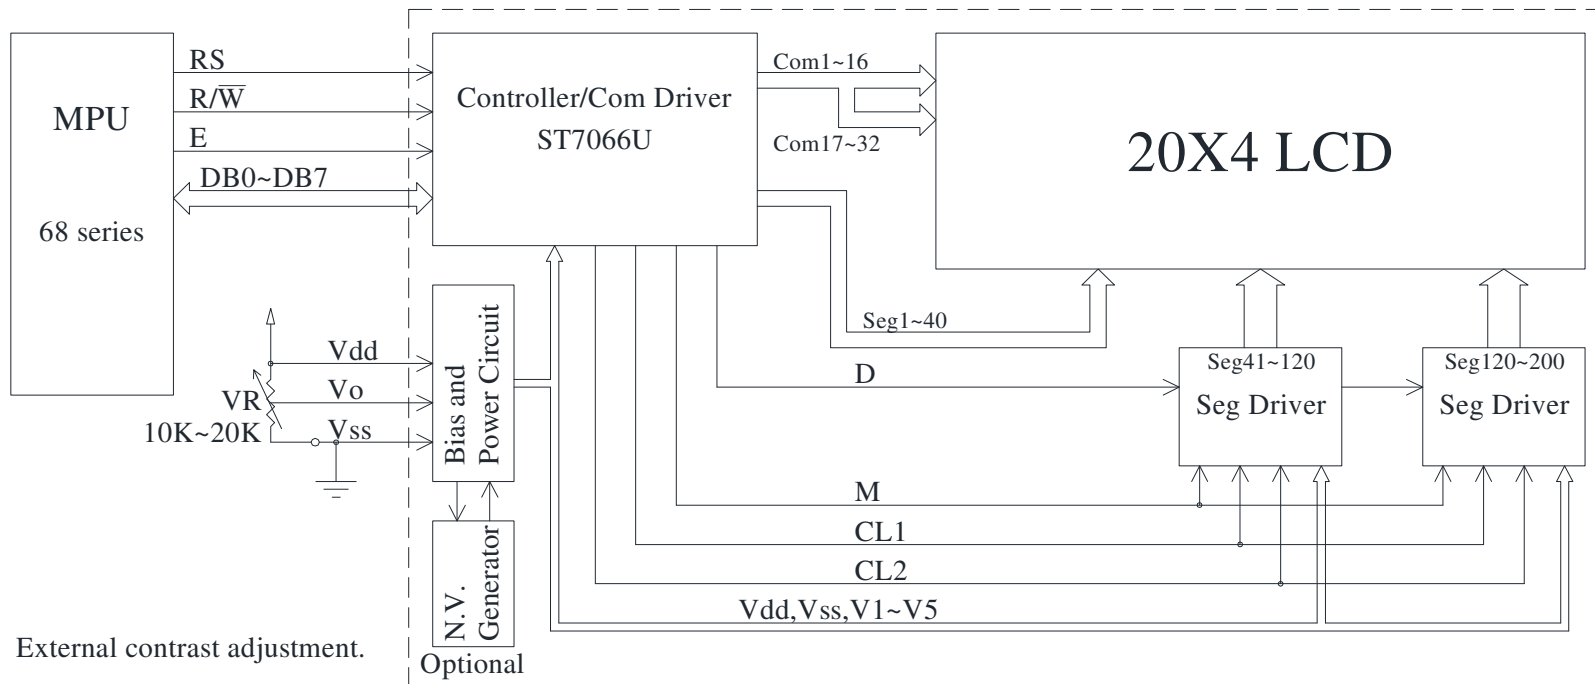 MPU
68 series
RS
R/W̅
E
DB0~DB7
Controller/Com Driver
ST7066U
Com1~16
Com17~32
20X4 LCD
Seg1~40
Vdd
Vo
Vss
VR
10K~20K
Bias and
Power Circuit
D
Seg41~120
Seg Driver
Seg120~200
Seg Driver
M
CL1
CL2
Vdd,Vss,V1~V5
N.V.
Generator
Optional
External contrast adjustment.